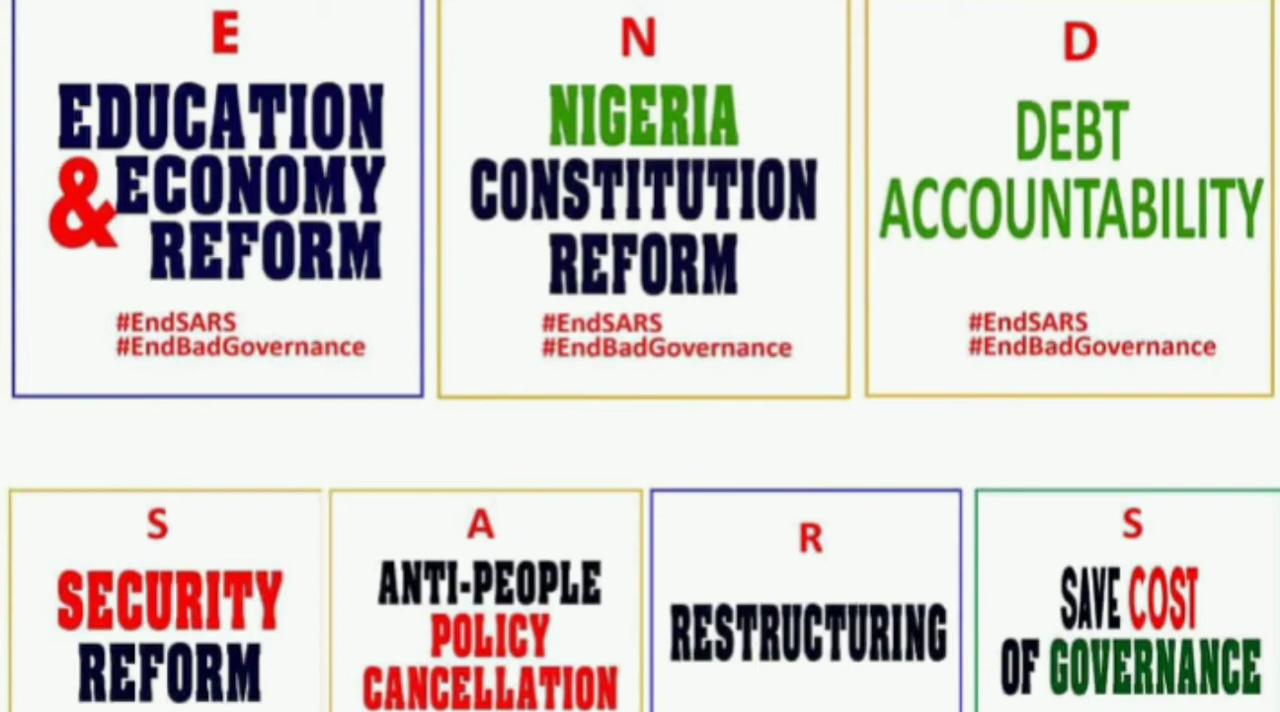 E
EDUCATION
& ECONOMY
REFORM
#EndSARS
#EndBadGovernance
N
NIGERIA
CONSTITUTION
REFORM
#EndSARS
#EndBadGovernance
D
DEBT
ACCOUNTABILITY
#EndSARS
#EndBadGovernance
S
SECURITY
REFORM
A
ANTI-PEOPLE
POLICY
CANCELLATION
R
RESTRUCTURING
S
SAVE COST
OF GOVERNANCE